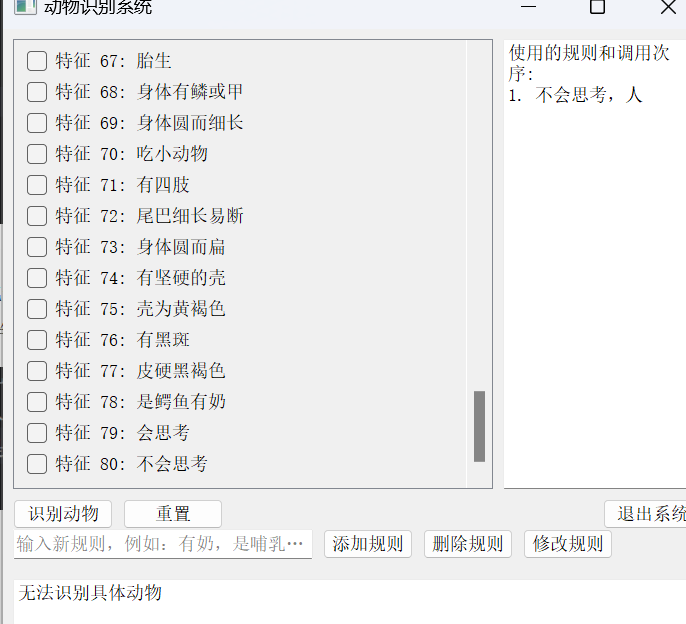 动物识别系统
特征 67: 胎生
特征 68: 身体有鳞或甲
特征 69: 身体圆而细长
特征 70: 吃小动物
特征 71: 有四肢
特征 72: 尾巴细长易断
特征 73: 身体圆而扁
特征 74: 有坚硬的壳
特征 75: 壳为黄褐色
特征 76: 有黑斑
特征 77: 皮硬黑褐色
特征 78: 是鳄鱼有奶
特征 79: 会思考
特征 80: 不会思考
使用的规则和调用次
序:
1. 不会思考，人
识别动物
重置
退出系统
输入新规则，例如：有奶，是哺乳…
添加规则
删除规则
修改规则
无法识别具体动物